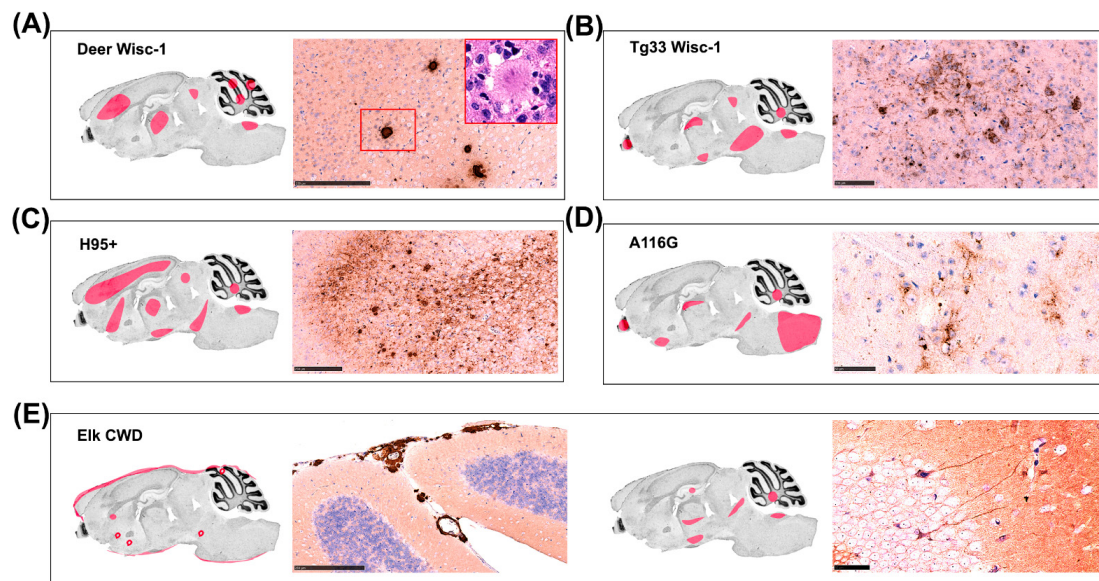 (A)
Deer Wisc-1
(B)
Tg33 Wisc-1
(C)
H95+
(D)
A116G
(E)
Elk CWD